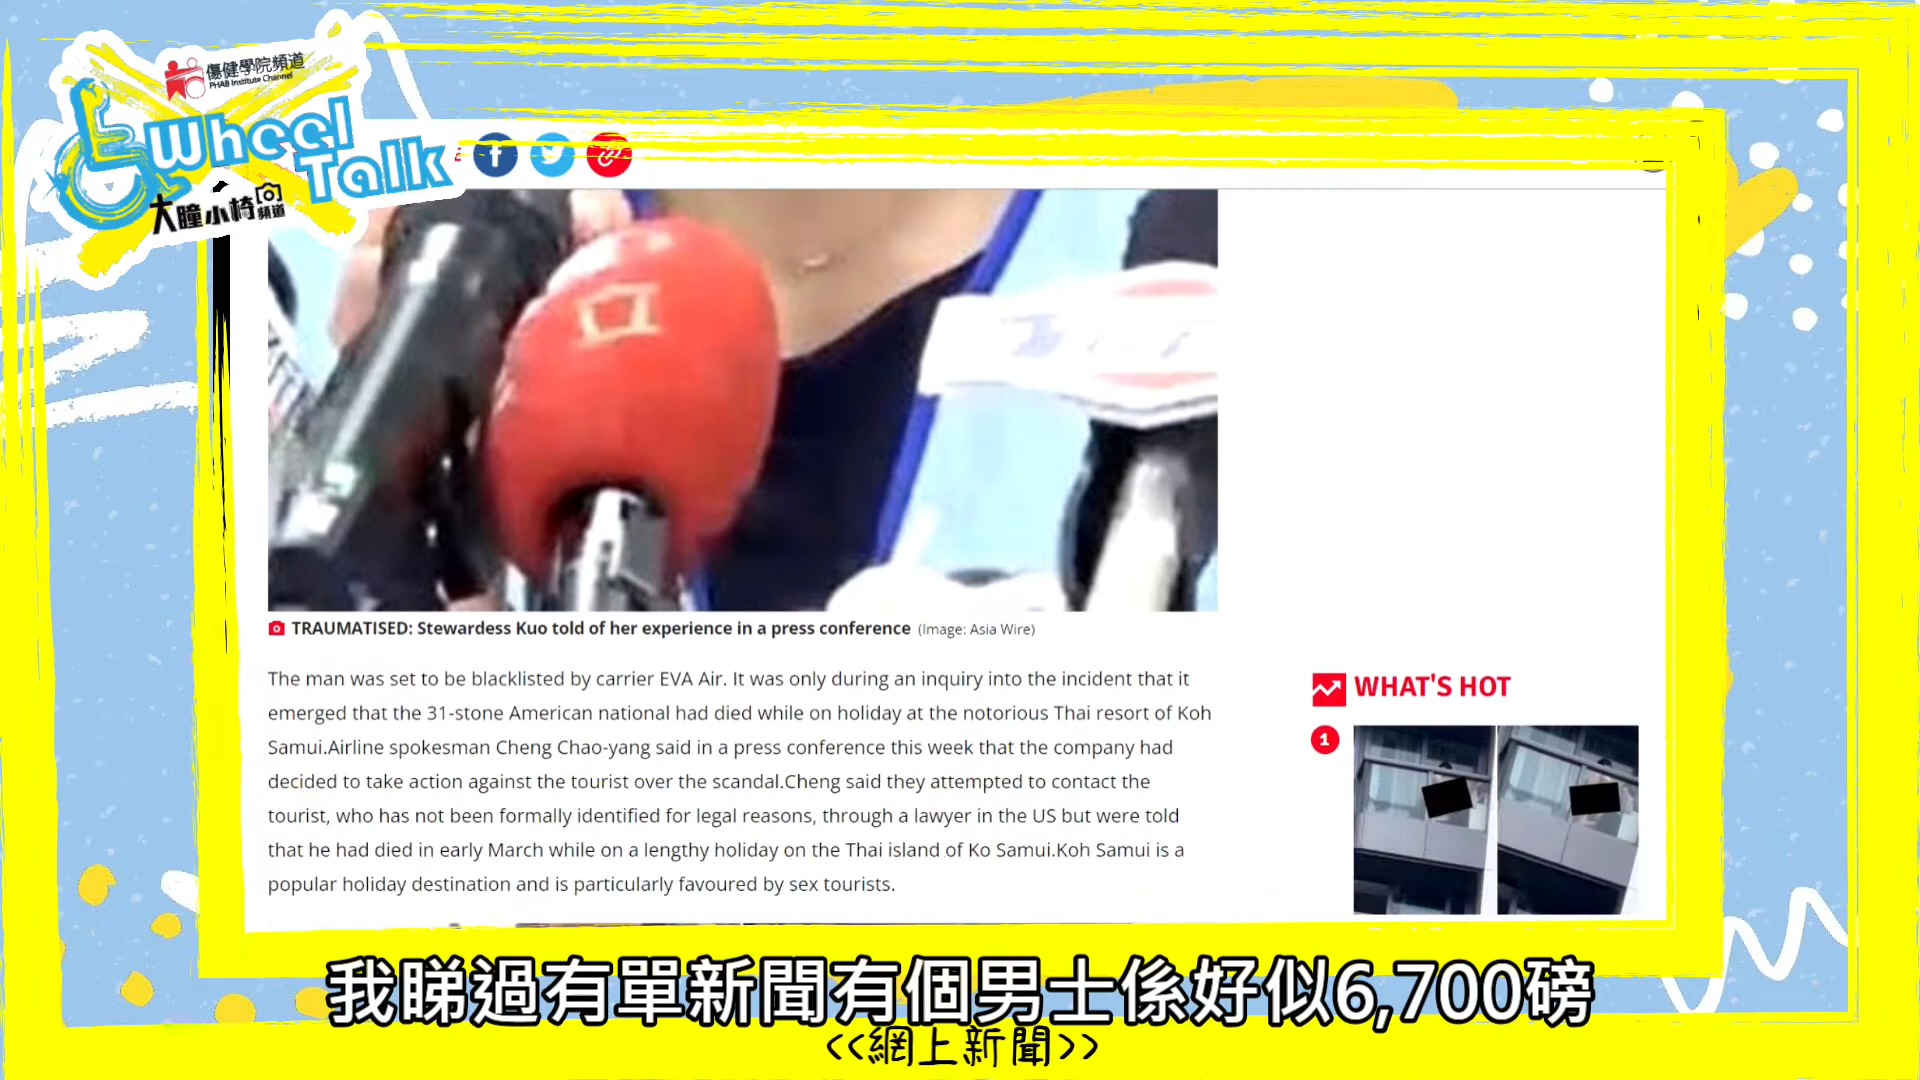 傷健學院頻道
PHAB Institute Channel
Wheel
Talk
大瞳小椅
頻道
TRAUMATISED: Stewardess Kuo told of her experience in a press conference (Image: Asia Wire)
The man was set to be blacklisted by carrier EVA Air. It was only during an inquiry into the incident that it
emerged that the 31-stone American national had died while on holiday at the notorious Thai resort of Koh
Samui.Airline spokesman Cheng Chao-yang said in a press conference this week that the company had
decided to take action against the tourist over the scandal.Cheng said they attempted to contact the
tourist, who has not been formally identified for legal reasons, through a lawyer in the US but were told
that he had died in early March while on a lengthy holiday on the Thai island of Ko Samui.Koh Samui is a
popular holiday destination and is particularly favoured by sex tourists.
WHAT'S HOT
1
我睇過有單新聞有個男士係好似6,700磅
<<網上新聞>>